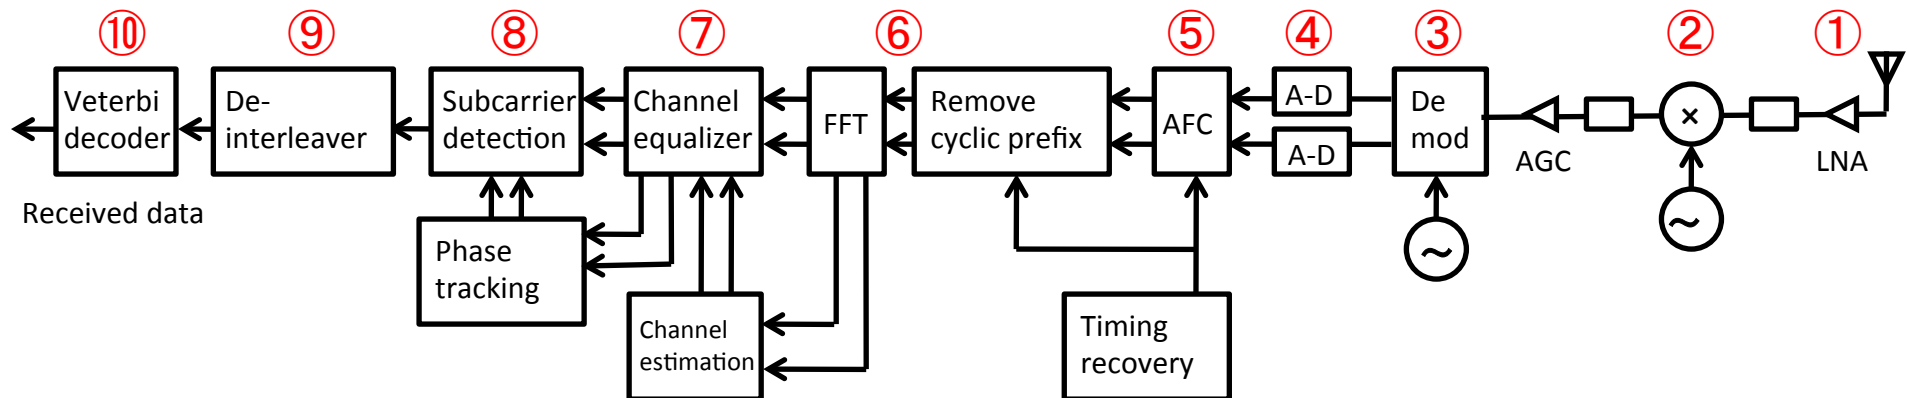 ⑩ ⑨ ⑧ ⑦ ⑥ ⑤ ④ ③ ② ①
Veterbi
decoder
De-
interleaver
Subcarrier
detection
Channel
equalizer
FFT
Remove
cyclic prefix
AFC
A-D
A-D
De
mod
AGC
×
LNA
Received data
~
~
Phase
tracking
Channel
estimation
Timing
recovery